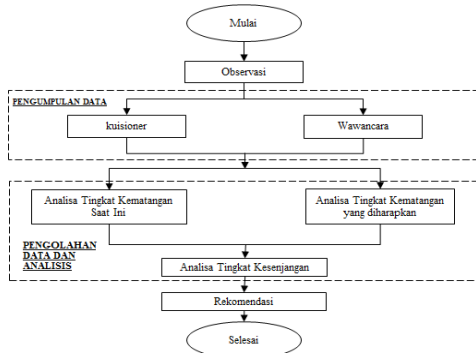 Mulai
Observasi
PENGUMPULAN DATA
kuisioner
Wawancara
Analisa Tingkat Kematangan
Saat Ini
Analisa Tingkat Kematangan
yang diharapkan
PENGOLAHAN
DATA DAN
ANALISIS
Analisa Tingkat Kesenjangan
Rekomendasi
Selesai